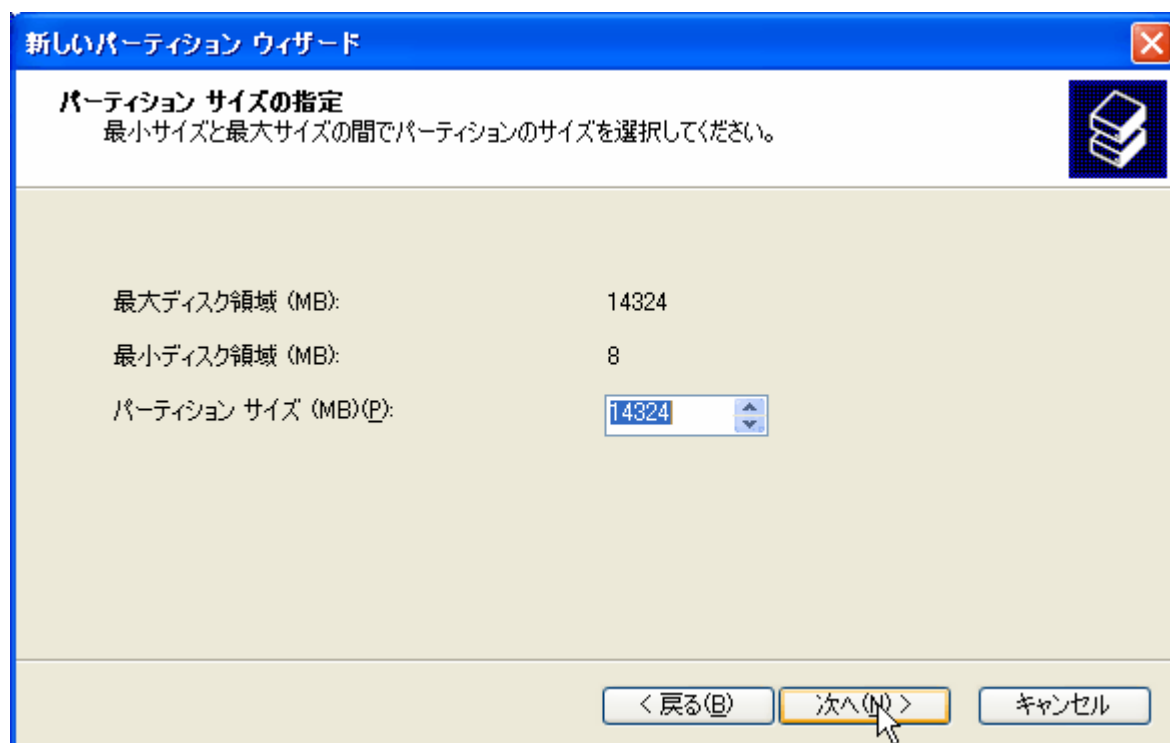 新しいパーティション ウィザード
パーティション サイズの指定
最小サイズと最大サイズの間でパーティションのサイズを選択してください。
最大ディスク領域 (MB): 14324
最小ディスク領域 (MB): 8
パーティション サイズ (MB)(P): 14324
< 戻る(B) 次へ(N) > キャンセル